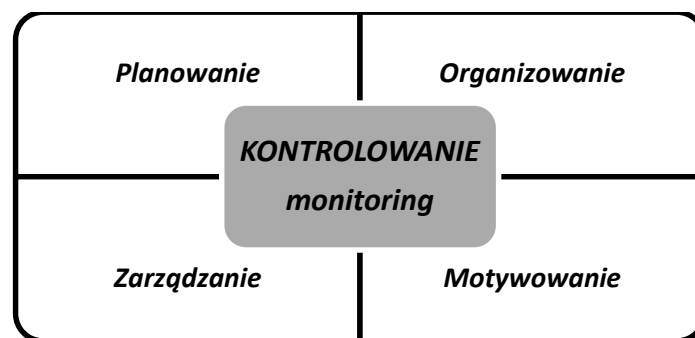 Planowanie
Organizowanie
KONTROLOWANIE
monitoring
Zarządzanie
Motywowanie